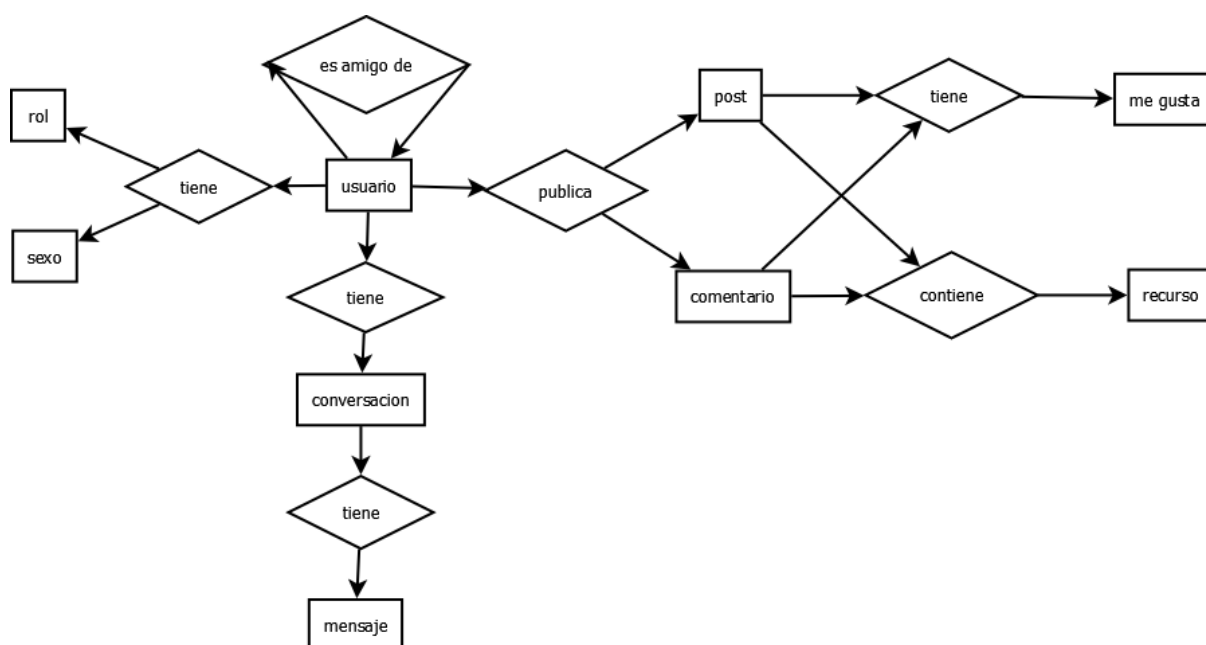 es amigo de
rol
post
tiene
me gusta
tiene
usuario
publica
sexo
tiene
comentario
contiene
recurso
conversacion
tiene
mensaje